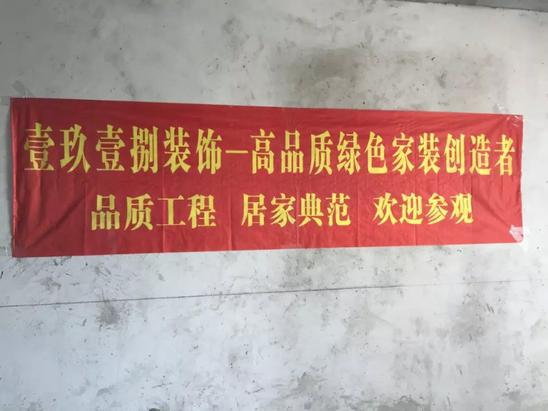 壹玖壹捌装饰—高品质绿色家装创造者
品质工程 居家典范 欢迎参观